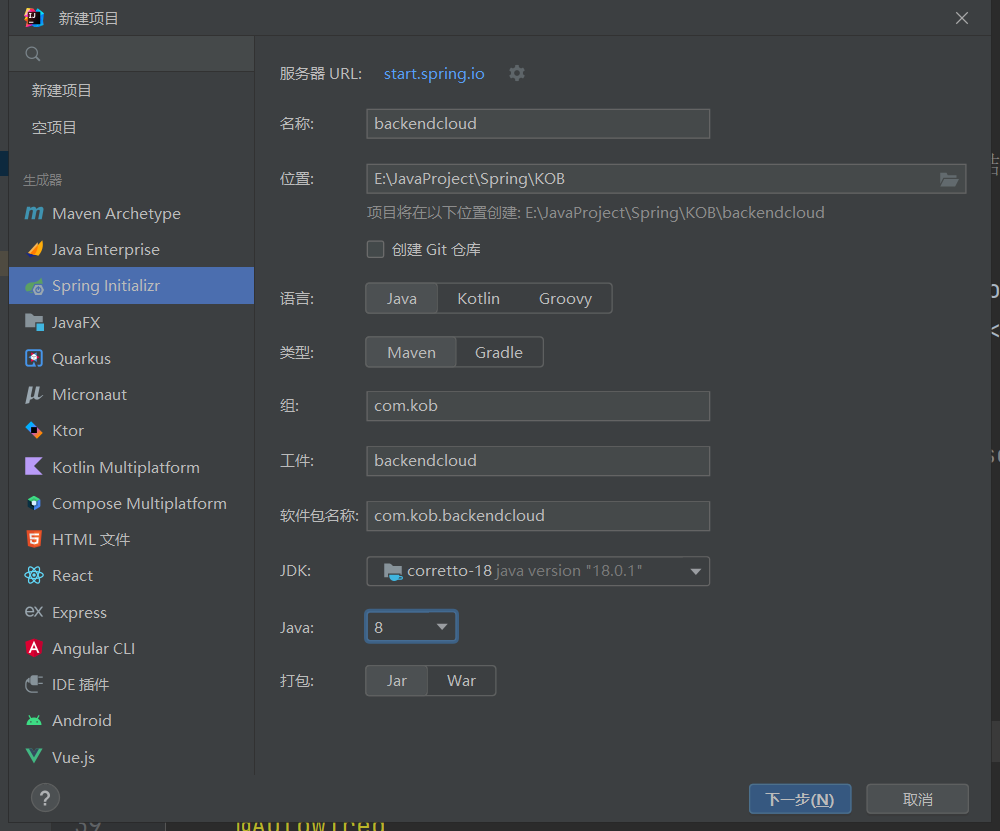 新建项目
新建项目
空项目
生成器
Maven Archetype
Java Enterprise
Spring Initializr
JavaFX
Quarkus
Micronaut
Ktor
Kotlin Multiplatform
Compose Multiplatform
HTML 文件
React
ex Express
Angular CLI
IDE 插件
Android
Vue.js
服务器 URL: start.spring.io
名称: backendcloud
位置: E:\JavaProject\Spring\KOB
项目将在以下位置创建: E:\JavaProject\Spring\KOB\backendcloud
创建 Git 仓库
语言: Java Kotlin Groovy
类型: Maven Gradle
组: com.kob
工件: backendcloud
软件包名称: com.kob.backendcloud
JDK: corretto-18 java version "18.0.1"
Java: 8
打包: Jar War
? 下一步(N) 取消